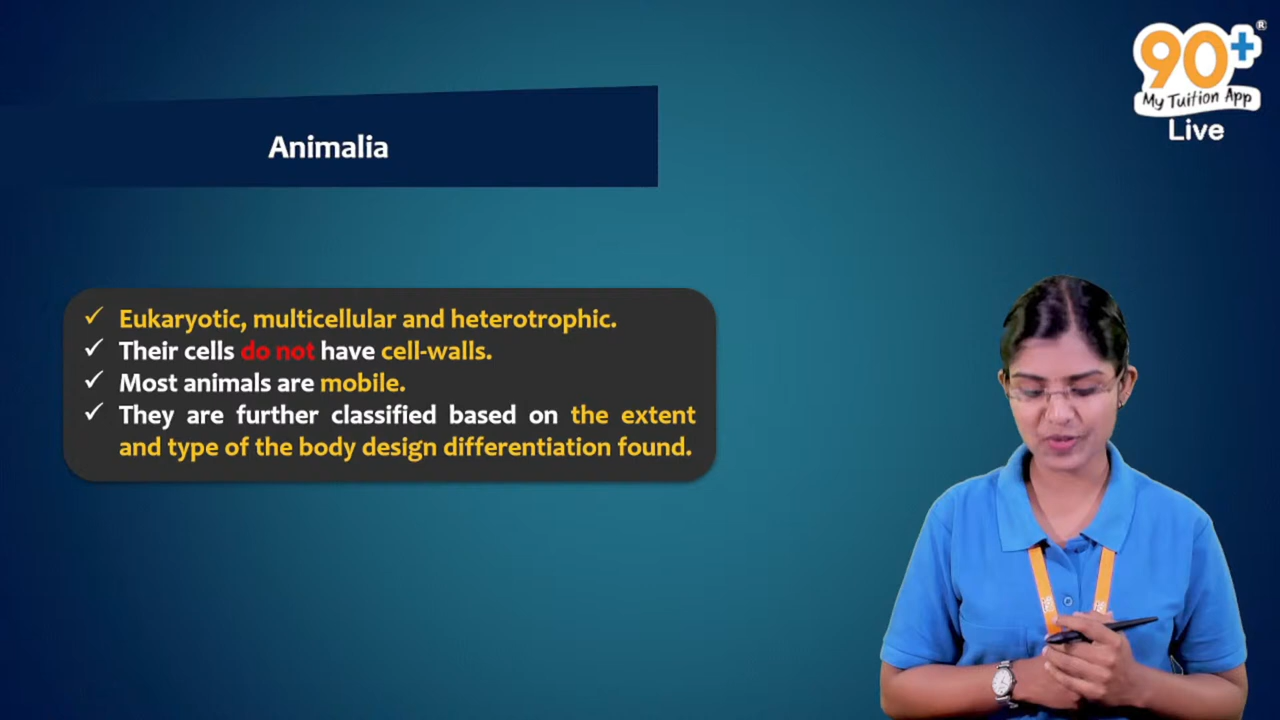 90+
®
My Tuition App
Live
Animalia
✓ Eukaryotic, multicellular and heterotrophic.
✓ Their cells do not have cell-walls.
✓ Most animals are mobile.
✓ They are further classified based on the extent
and type of the body design differentiation found.